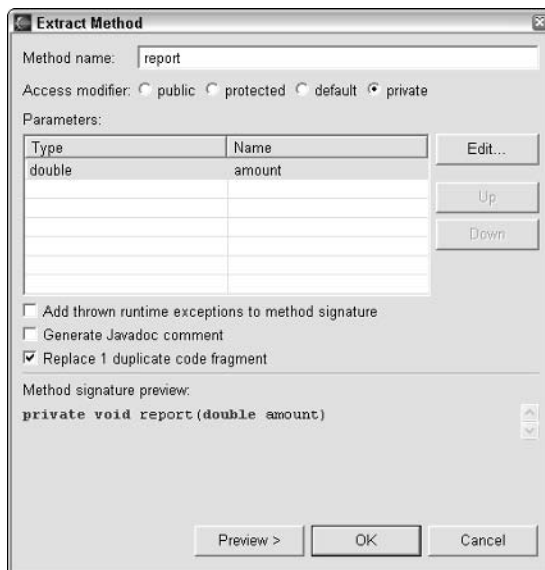 Extract Method
Method name: report
Access modifier: public protected default private
Parameters:
Type Name
double amount
Edit...
Up
Down
Add thrown runtime exceptions to method signature
Generate Javadoc comment
Replace 1 duplicate code fragment
Method signature preview:
private void report(double amount)
Preview > OK Cancel